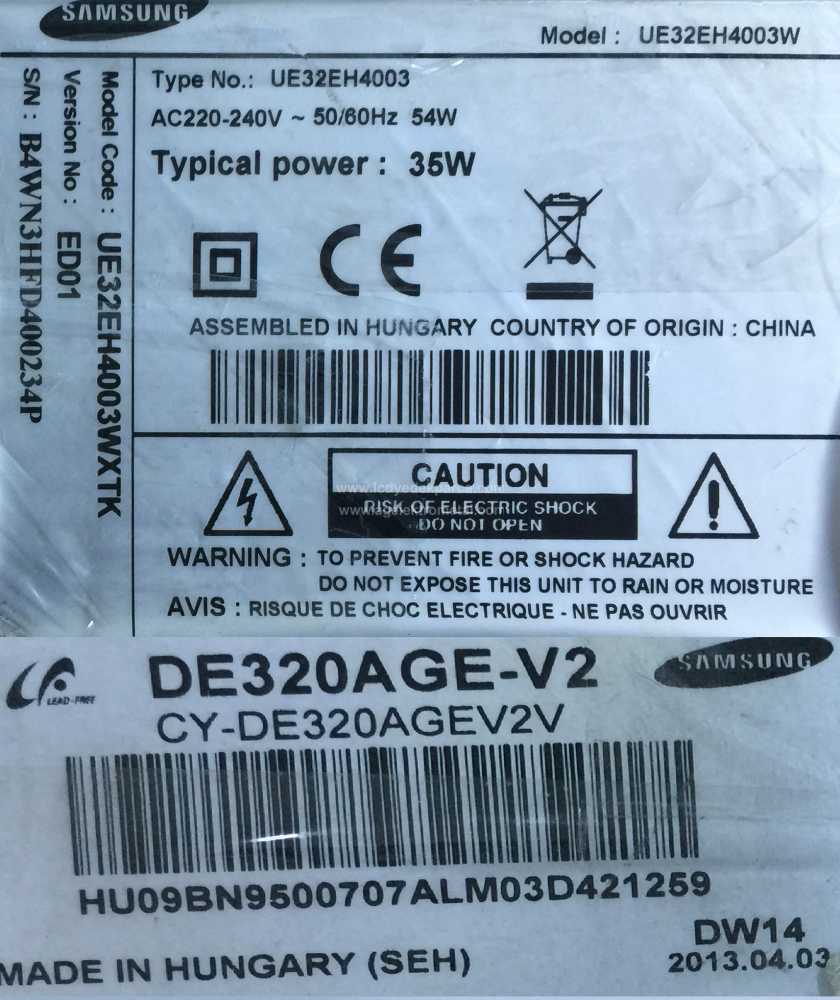 SAMSUNG
Model : UE32EH4003W
Type No.: UE32EH4003
AC220-240V ~ 50/60Hz 54W
Typical power : 35W
Model Code : UE32EH4003WXTK
Version No : ED01
S/N : B4WN3HFD400234P
CE
ASSEMBLED IN HUNGARY COUNTRY OF ORIGIN : CHINA
CAUTION
RISK OF ELECTRIC SHOCK
DO NOT OPEN
WARNING : TO PREVENT FIRE OR SHOCK HAZARD
DO NOT EXPOSE THIS UNIT TO RAIN OR MOISTURE
AVIS : RISQUE DE CHOC ELECTRIQUE - NE PAS OUVRIR
LEAD-FREE
DE320AGE-V2
SAMSUNG
CY-DE320AGEV2V
HU09BN9500707ALM03D421259
DW14
MADE IN HUNGARY (SEH)
2013.04.03